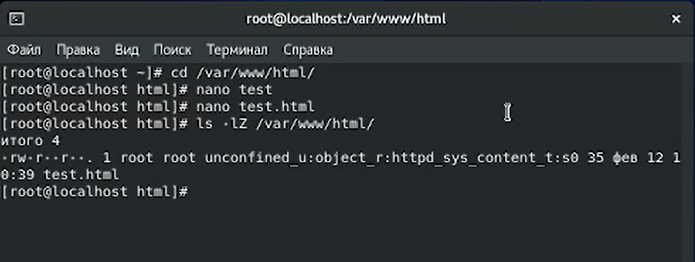 root@localhost:/var/www/html
Файл Правка Вид Поиск Терминал Справка
[root@localhost ~]# cd /var/www/html/
[root@localhost html]# nano test
[root@localhost html]# nano test.html
[root@localhost html]# ls -lZ /var/www/html/
итого 4
-rw-r--r--. 1 root root unconfined_u:object_r:httpd_sys_content_t:s0 35 фев 12 1
0:39 test.html
[root@localhost html]#